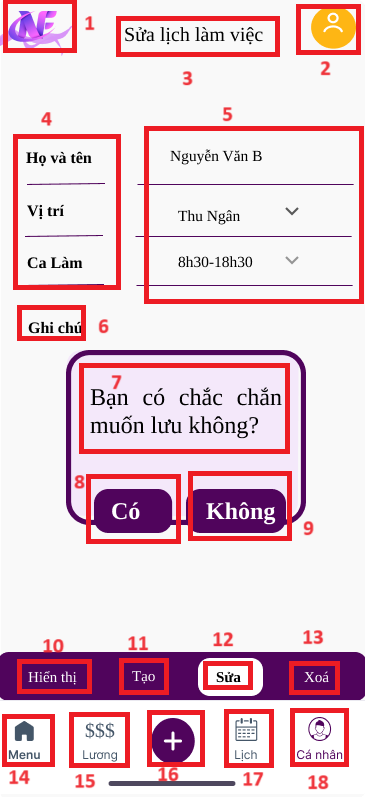 NF 1
Sửa lịch làm việc
2
3
4
5
Họ và tên Nguyễn Văn B
Vị trí Thu Ngân
Ca Làm 8h30-18h30
Ghi chú 6
7
Bạn có chắc chắn
muốn lưu không?
8
Có Không
9
10 11 12 13
Hiển thị Tạo Sửa Xoá
$$$
Menu Lương + Lịch Cá nhân
14 15 16 17 18